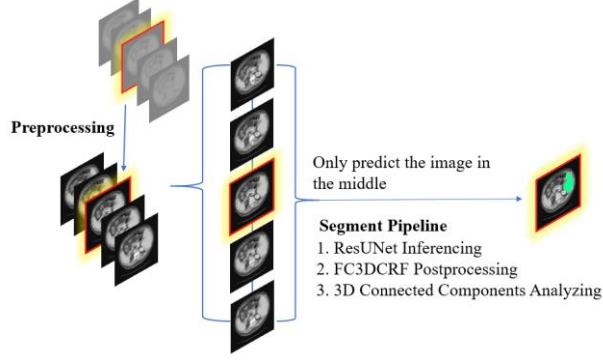 Preprocessing
Only predict the image in
the middle
Segment Pipeline
1. ResUNet Inferencing
2. FC3DCRF Postprocessing
3. 3D Connected Components Analyzing